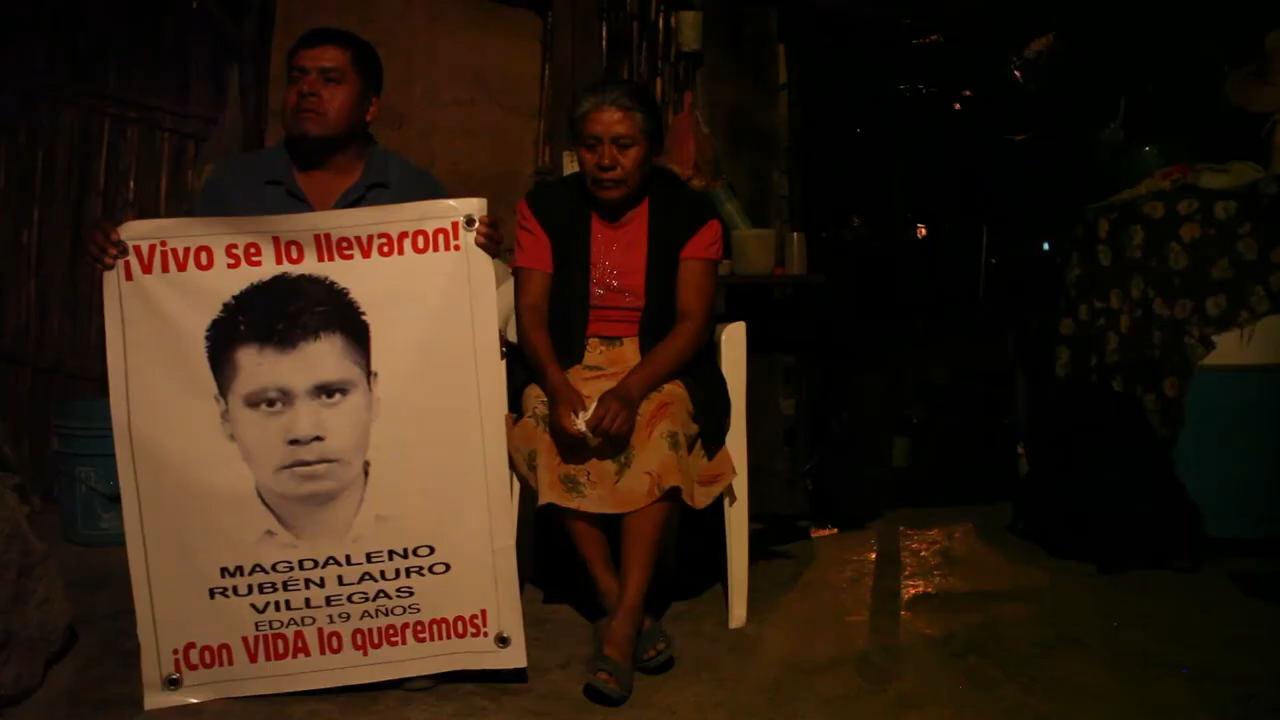 ¡Vivo se lo llevaron!
MAGDALENO
RUBÉN LAURO
VILLEGAS
EDAD 19 AÑOS
¡Con VIDA lo queremos!